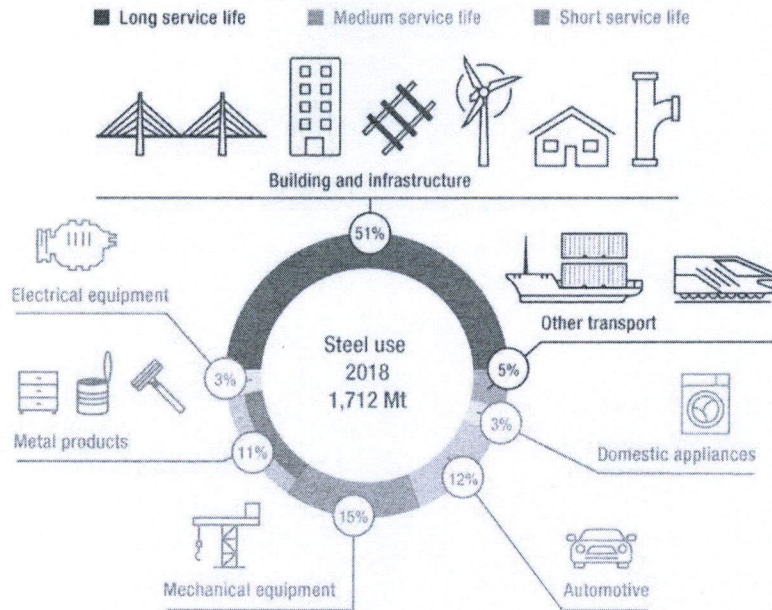 Long service life Medium service life Short service life
Building and infrastructure
51%
Electrical equipment
Other transport
Steel use
2018
1,712 Mt
3%
5%
Metal products
3%
Domestic appliances
11%
12%
15%
Mechanical equipment
Automotive